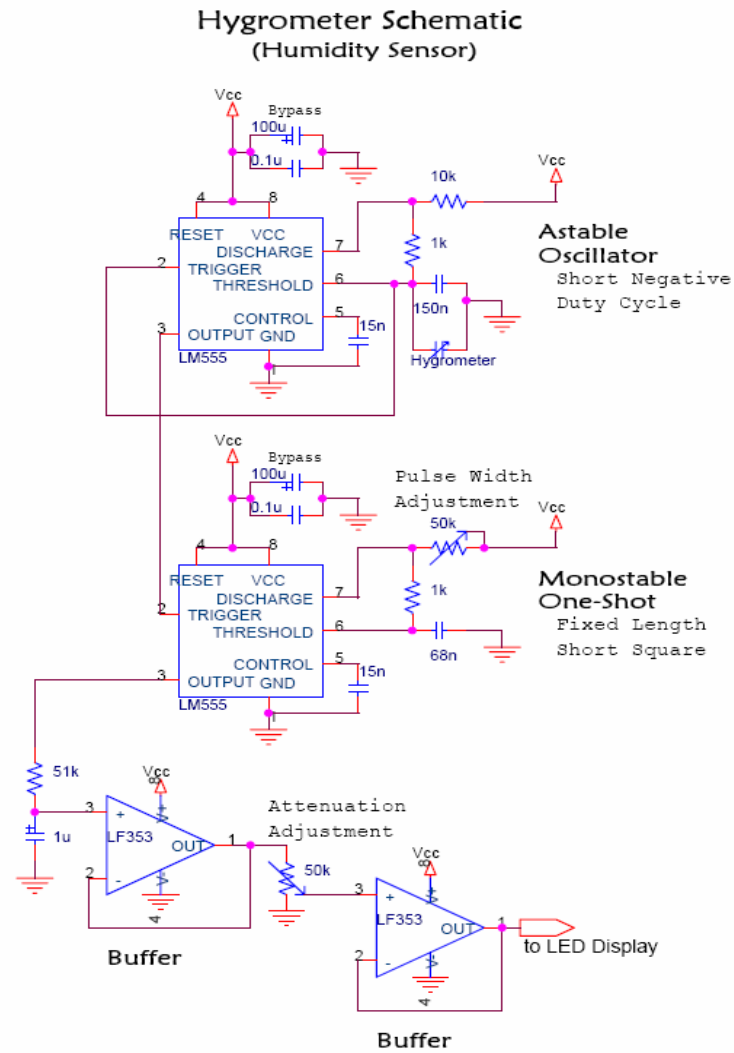 Hygrometer Schematic
(Humidity Sensor)
Vcc
Bypass
100u
0.1u
Vcc
10k
4
8
RESET VCC
DISCHARGE
7
1k
Astable
Oscillator
Short Negative
Duty Cycle
2
TRIGGER
THRESHOLD
6
150n
CONTROL
5
15n
3
OUTPUT GND
LM555
1
Hygrometer
Vcc
Bypass
100u
0.1u
Pulse Width
Adjustment
50k
Vcc
4
8
RESET VCC
DISCHARGE
7
1k
Monostable
One-Shot
Fixed Length
Short Square
2
TRIGGER
THRESHOLD
6
68n
CONTROL
5
15n
3
OUTPUT GND
LM555
1
51k
1u
Vcc
8
V+
3
+
LF353
OUT
1
2
-
V-
4
Buffer
Attenuation
Adjustment
50k
Vcc
8
V+
3
+
LF353
OUT
1
2
-
V-
4
to LED Display
Buffer